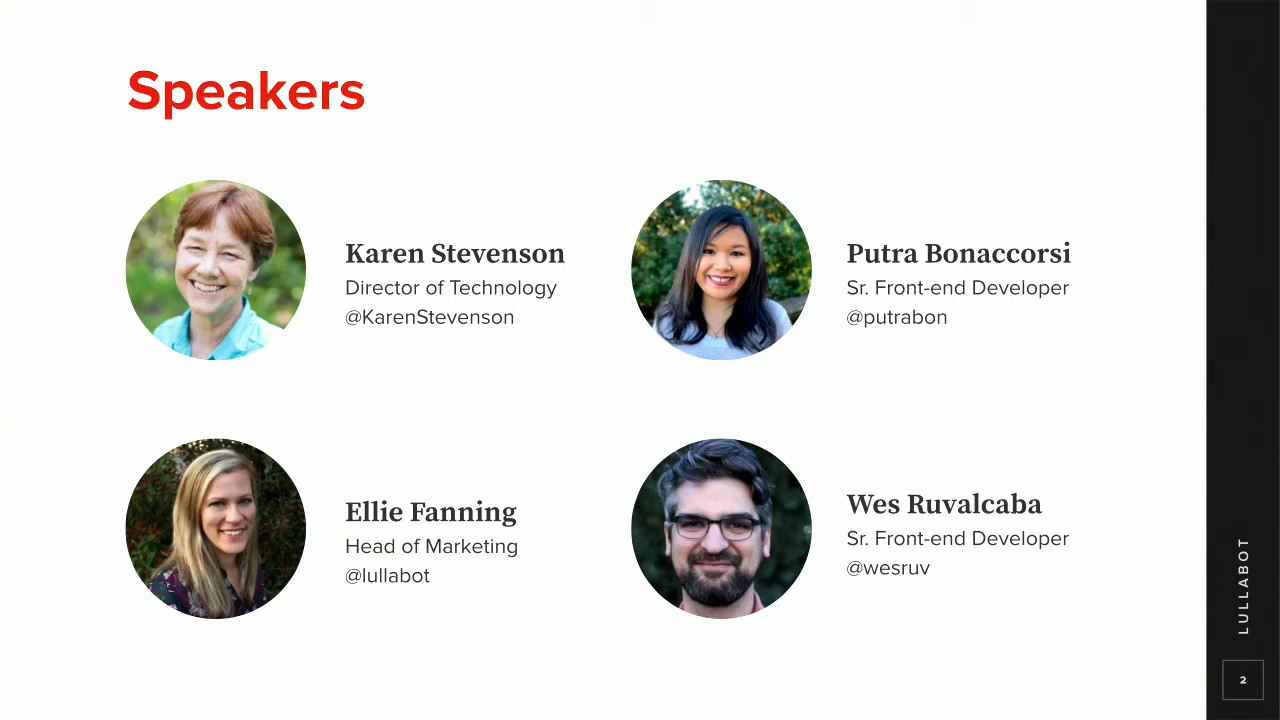 Speakers
Karen Stevenson
Director of Technology
@KarenStevenson
Putra Bonaccorsi
Sr. Front-end Developer
@putrabon
Ellie Fanning
Head of Marketing
@lullabot
Wes Ruvalcaba
Sr. Front-end Developer
@wesruv
LULLABOT
2